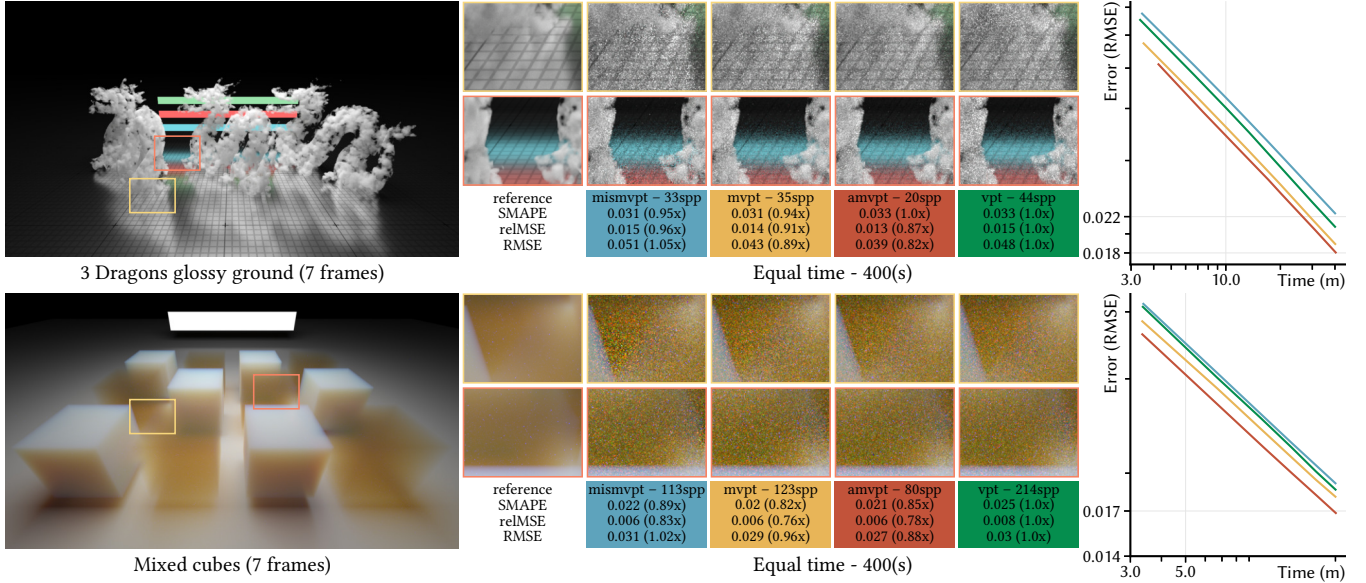 reference
SMAPE
relMSE
RMSE
mismvpt – 33spp
0.031 (0.95x)
0.015 (0.96x)
0.051 (1.05x)
mvpt – 35spp
0.031 (0.94x)
0.014 (0.91x)
0.043 (0.89x)
amvpt – 20spp
0.033 (1.0x)
0.013 (0.87x)
0.039 (0.82x)
vpt – 44spp
0.033 (1.0x)
0.015 (1.0x)
0.048 (1.0x)
3 Dragons glossy ground (7 frames)
Equal time - 400(s)
Error (RMSE)
0.022
0.018
3.0
10.0
Time (m)
reference
SMAPE
relMSE
RMSE
mismvpt – 113spp
0.022 (0.89x)
0.006 (0.83x)
0.031 (1.02x)
mvpt – 123spp
0.02 (0.82x)
0.006 (0.76x)
0.029 (0.96x)
amvpt – 80spp
0.021 (0.85x)
0.006 (0.78x)
0.027 (0.88x)
vpt – 214spp
0.025 (1.0x)
0.008 (1.0x)
0.03 (1.0x)
Mixed cubes (7 frames)
Equal time - 400(s)
Error (RMSE)
0.017
0.014
3.0
5.0
Time (m)